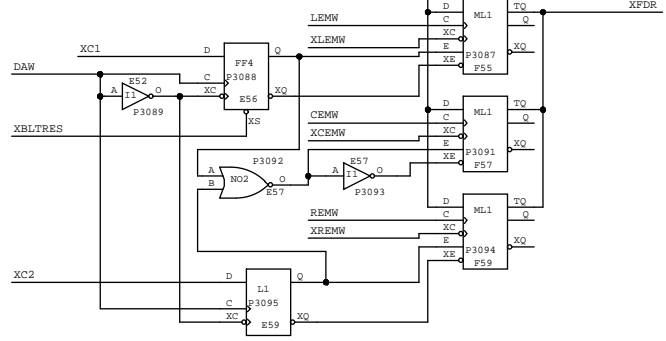 XFDR
D ML1 TQ
LEMW C Q
XLEMW XC
E P3087 XQ
XE F55
XC1 D FF4 Q
DAW C P3088
E52
A I1 O XC E56 XQ
P3089
XBLTRES XS
D ML1 TQ
CEMW C Q
XCEMW XC
E P3091 XQ
XE F57
P3092
A NO2 O
B E57
E57
A I1 O
P3093
D ML1 TQ
REMW C Q
XREMW XC
E P3094 XQ
XE F59
XC2 D L1 Q
C P3095
XC E59 XQ